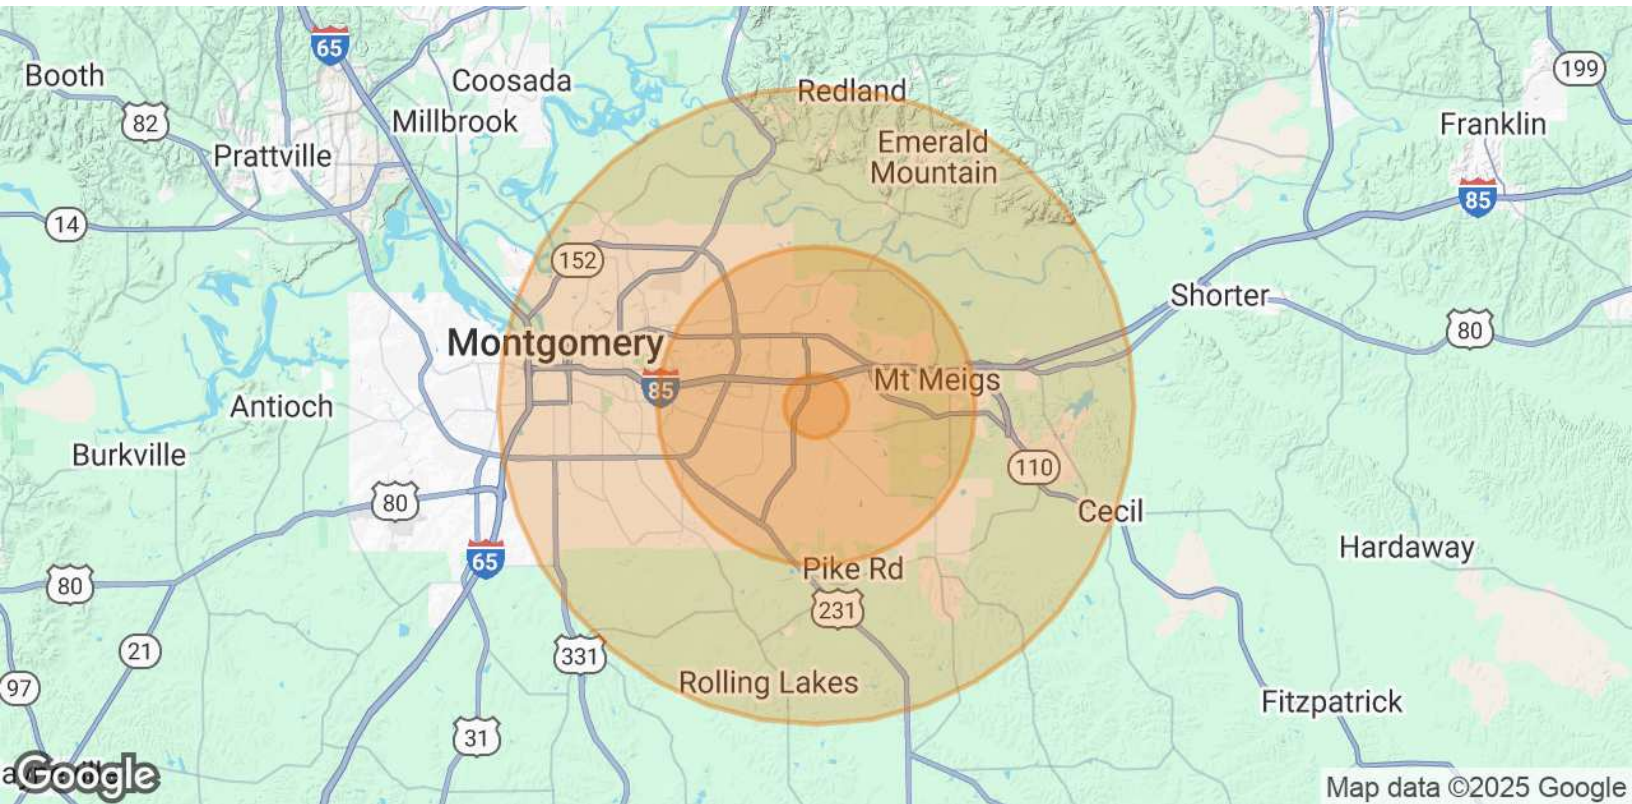 65
Booth
Coosada
Redland
199
82
Millbrook
Franklin
Prattville
Emerald
Mountain
85
14
152
Shorter
80
Montgomery
85
Mt Meigs
Antioch
Burkville
110
80
Cecil
Hardaway
65
Pike Rd
80
231
21
331
97
Rolling Lakes
Fitzpatrick
31
Google
Map data ©2025 Google